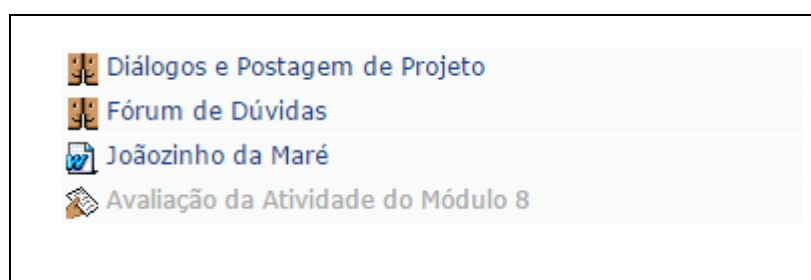 Diálogos e Postagem de Projeto
Fórum de Dúvidas
Joãozinho da Maré
Avaliação da Atividade do Módulo 8